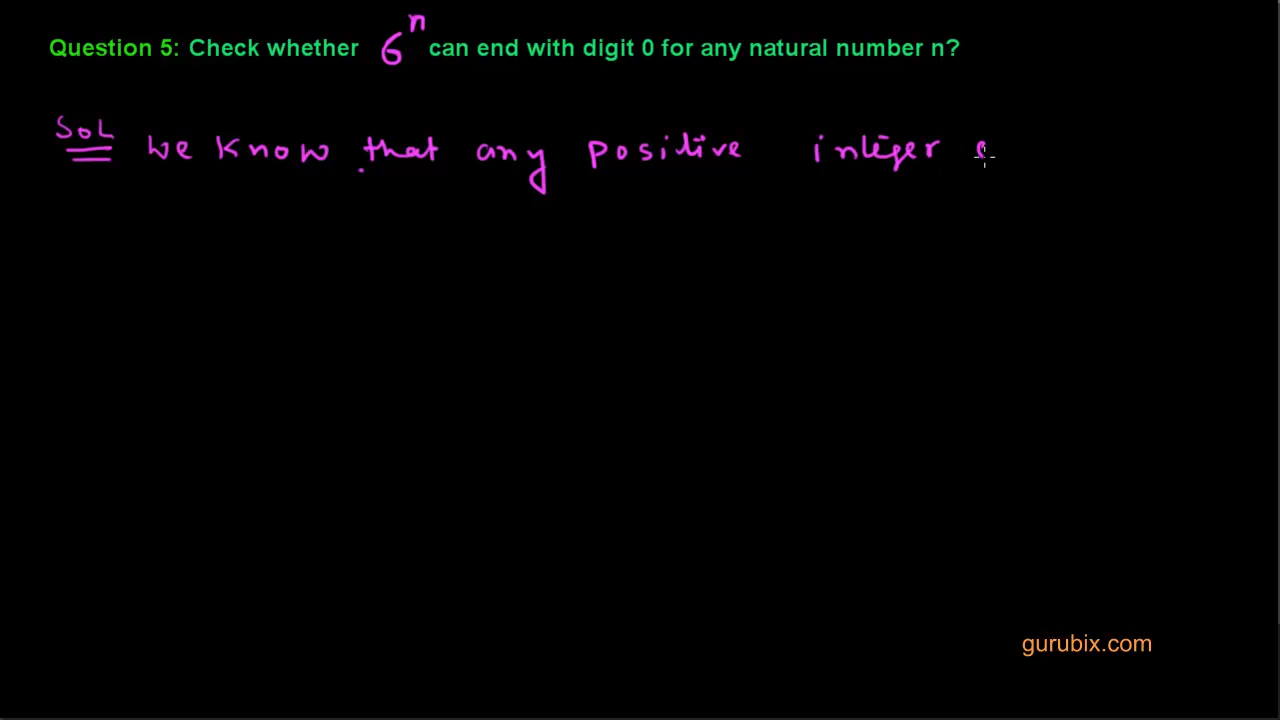 Question 5: Check whether 6^n can end with digit 0 for any natural number n?
SOL We know that any positive integer
gurubix.com